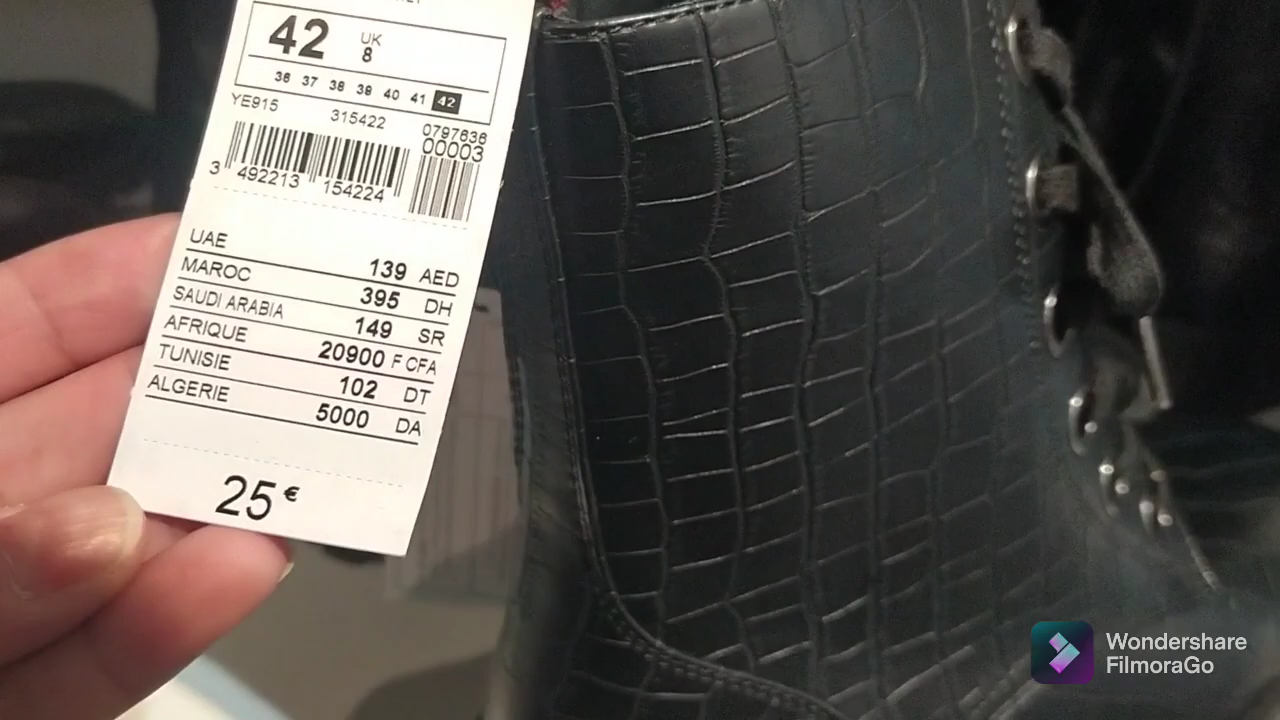 42 UK 8
36 37 38 39 40 41 42
YE915 315422 0797636
00003
3 492213 154224
UAE 139 AED
MAROC 395 DH
SAUDI ARABIA 149 SR
AFRIQUE 20900 F CFA
TUNISIE 102 DT
ALGERIE 5000 DA
25 €
Wondershare
FilmoraGo